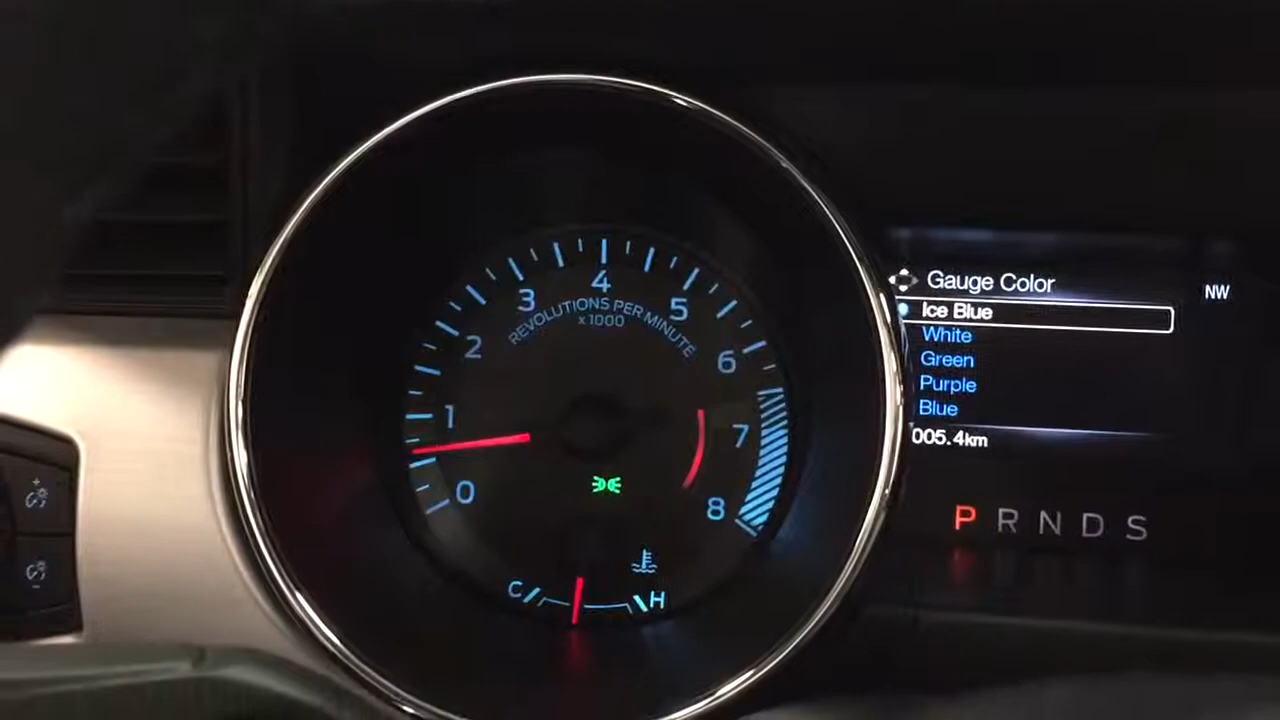 4
3
5
REVOLUTIONS PER MINUTE
x1000
2
6
1
7
0
8
C
H
Gauge Color
NW
Ice Blue
White
Green
Purple
Blue
005.4km
P R N D S